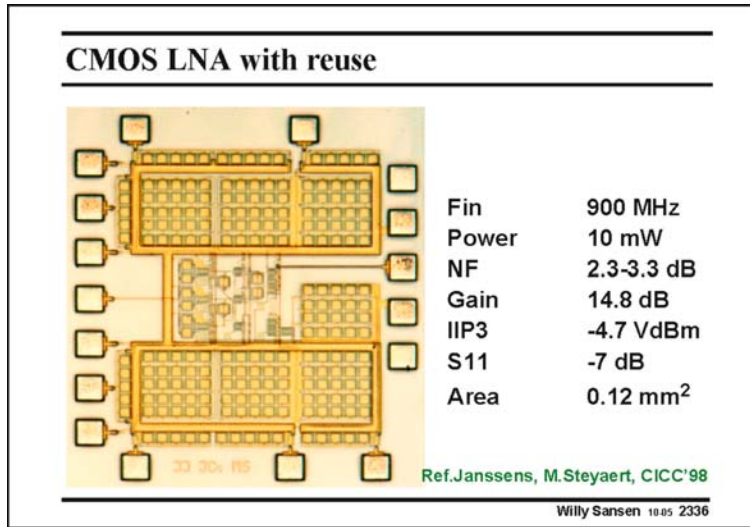 CMOS LNA with reuse
Fin 900 MHz
Power 10 mW
NF 2.3-3.3 dB
Gain 14.8 dB
IIP3 -4.7 VdBm
S11 -7 dB
Area 0.12 mm²
Ref.Janssens, M.Steyaert, CICC'98
Willy Sansen 10-05 2336